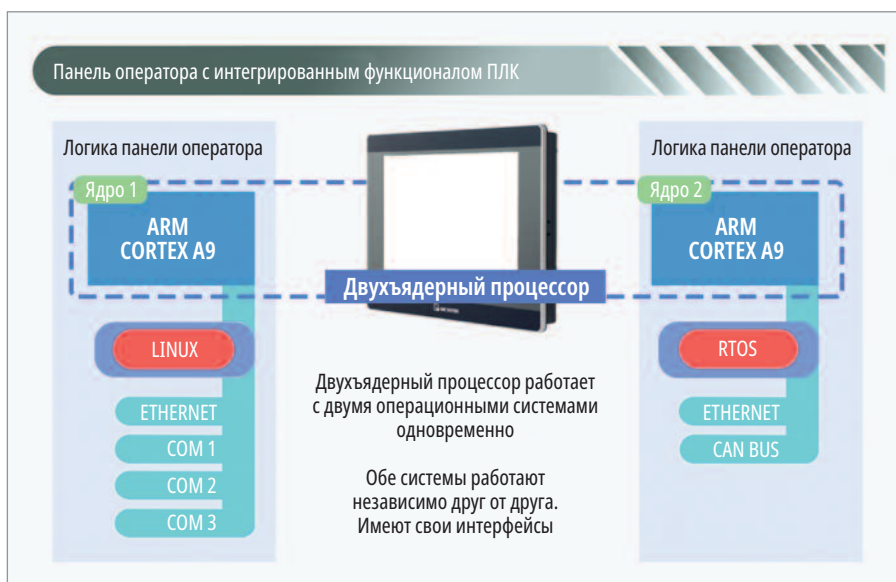 Панель оператора с интегрированным функционалом ПЛК
Логика панели оператора
Ядро 1
ARM
CORTEX A9
LINUX
ETHERNET
COM 1
COM 2
COM 3
Двухъядерный процессор
Двухъядерный процессор работает
с двумя операционными системами
одновременно
Обе системы работают
независимо друг от друга.
Имеют свои интерфейсы
Логика панели оператора
Ядро 2
ARM
CORTEX A9
RTOS
ETHERNET
CAN BUS